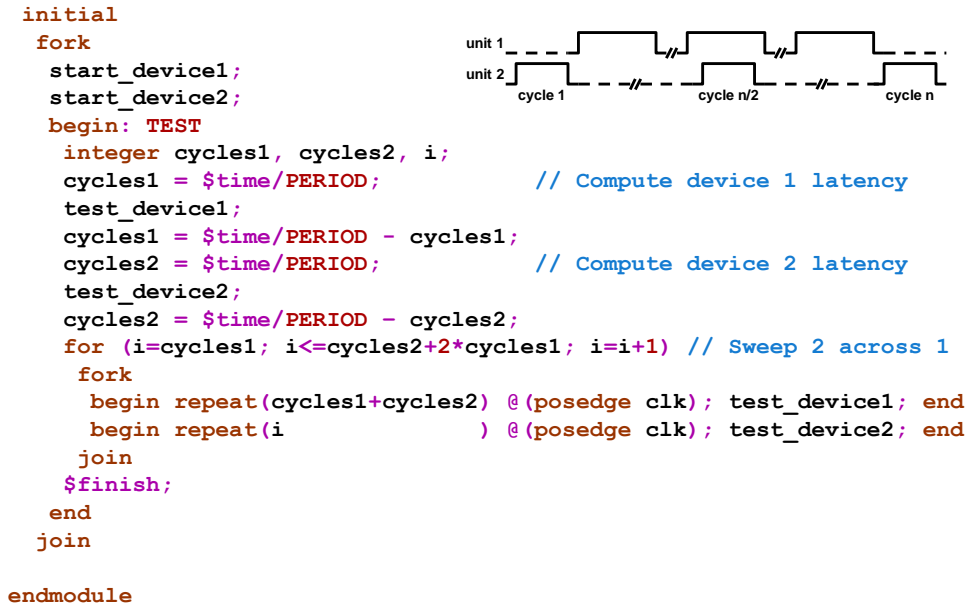 initial
fork
unit 1
start_device1;
unit 2
start_device2;
cycle 1 cycle n/2 cycle n
begin: TEST
integer cycles1, cycles2, i;
cycles1 = $time/PERIOD; // Compute device 1 latency
test_device1;
cycles1 = $time/PERIOD - cycles1;
cycles2 = $time/PERIOD; // Compute device 2 latency
test_device2;
cycles2 = $time/PERIOD – cycles2;
for (i=cycles1; i<=cycles2+2*cycles1; i=i+1) // Sweep 2 across 1
fork
begin repeat(cycles1+cycles2) @(posedge clk); test_device1; end
begin repeat(i ) @(posedge clk); test_device2; end
join
$finish;
end
join
endmodule